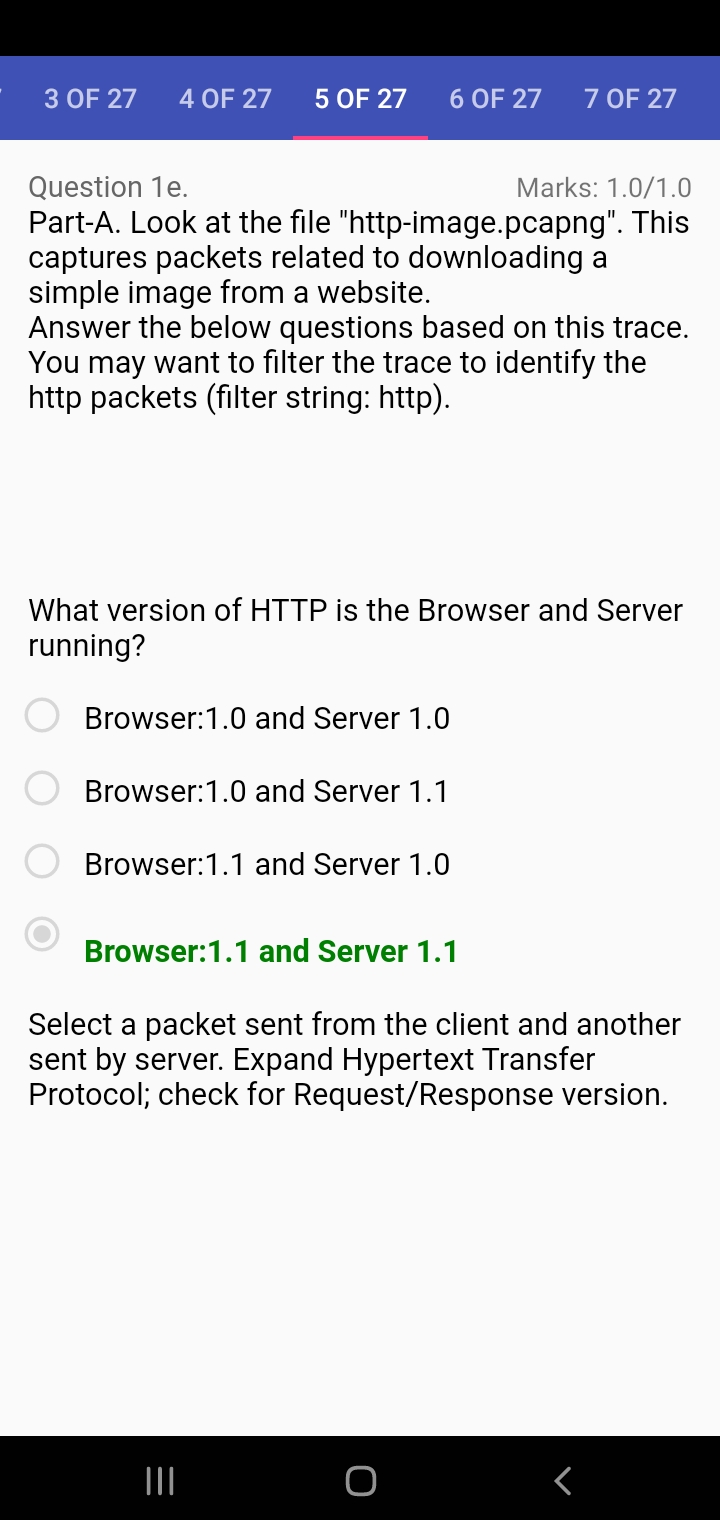 3 OF 27 4 OF 27 5 OF 27 6 OF 27 7 OF 27
Question 1e. Marks: 1.0/1.0
Part-A. Look at the file "http-image.pcapng". This
captures packets related to downloading a
simple image from a website.
Answer the below questions based on this trace.
You may want to filter the trace to identify the
http packets (filter string: http).
What version of HTTP is the Browser and Server
running?
Browser:1.0 and Server 1.0
Browser:1.0 and Server 1.1
Browser:1.1 and Server 1.0
Browser:1.1 and Server 1.1
Select a packet sent from the client and another
sent by server. Expand Hypertext Transfer
Protocol; check for Request/Response version.